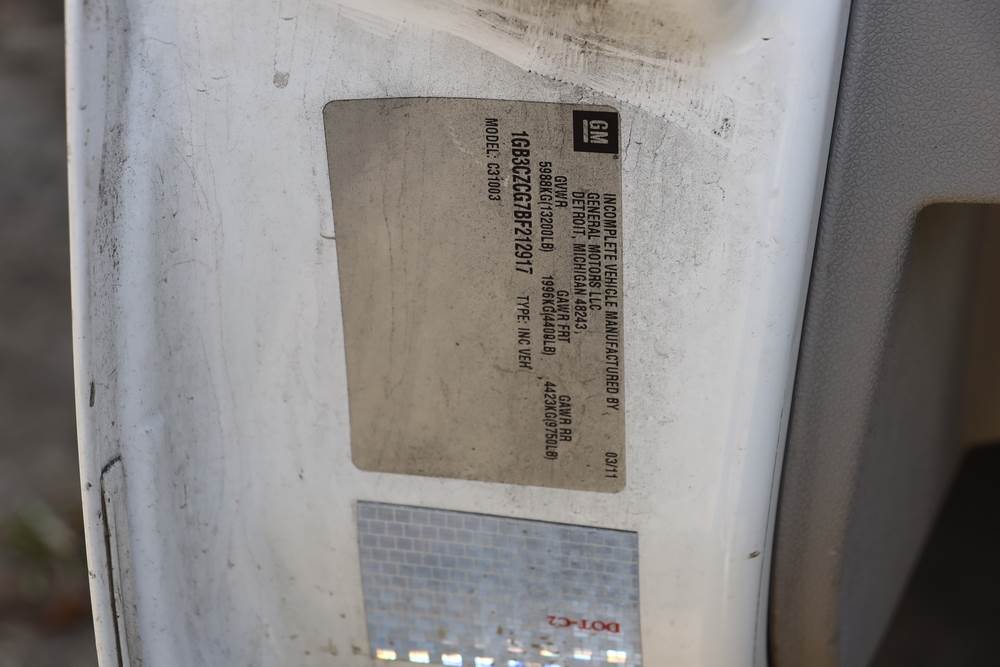 GM
INCOMPLETE VEHICLE MANUFACTURED BY 03/11
GENERAL MOTORS LLC
DETROIT, MICHIGAN 48243
GVWR GAWR FRT GAWR RR
5988KG(13200LB) 1996KG(4400LB) 4423KG(9750LB)
1GB3CZCG7BF212917 TYPE: INC VEH
MODEL: C31003
DOT-C2